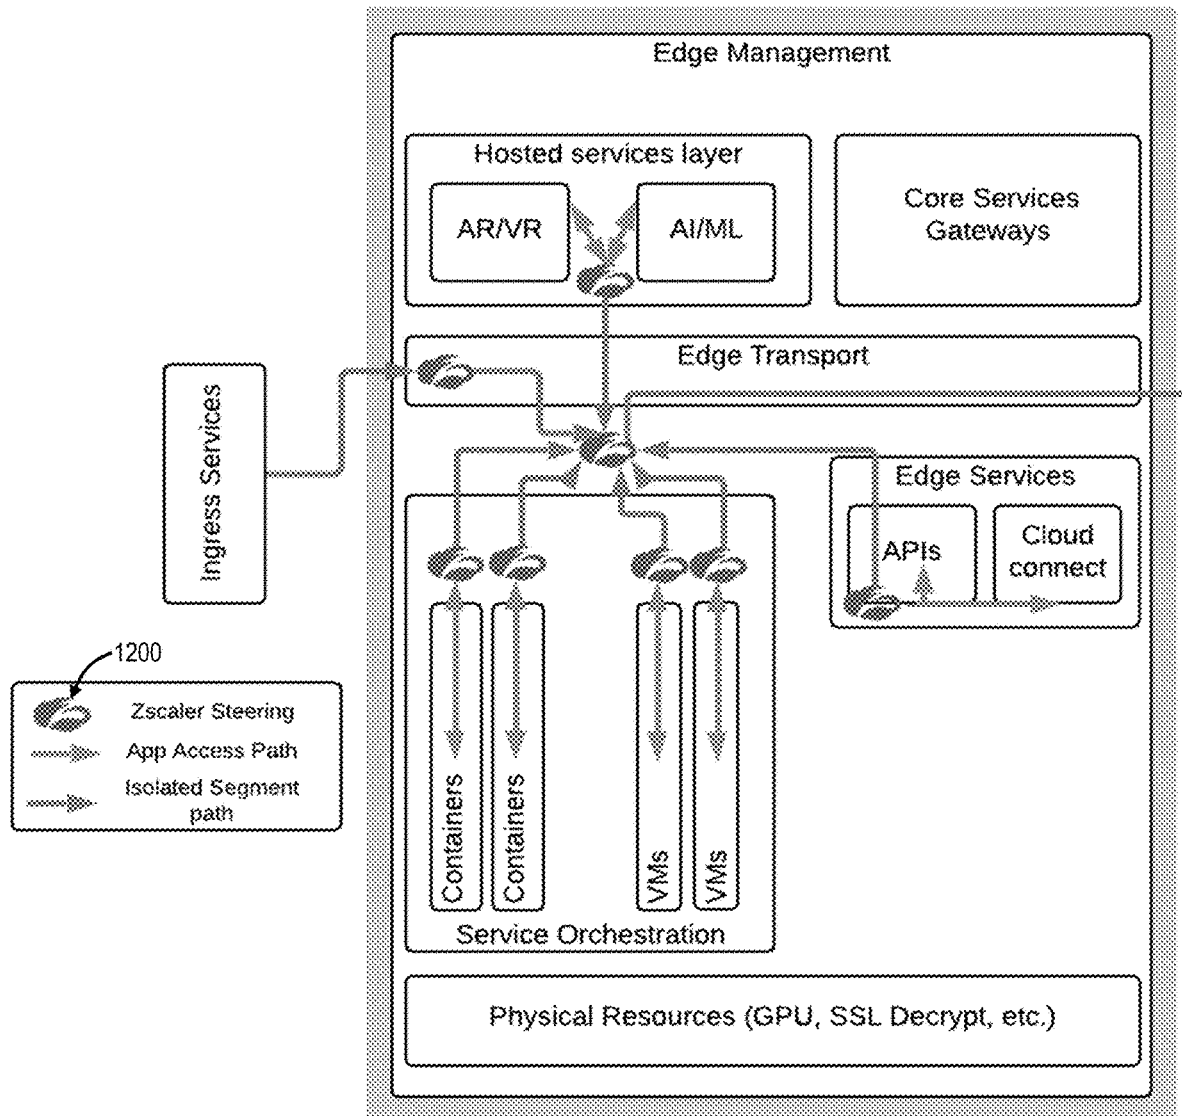 Edge Management
Hosted services layer
AR/VR
AI/ML
Core Services
Gateways
Edge Transport
Ingress Services
Edge Services
APIs
Cloud
connect
1200
Zscaler Steering
App Access Path
Isolated Segment
path
Containers
Containers
VMs
VMs
Service Orchestration
Physical Resources (GPU, SSL Decrypt, etc.)